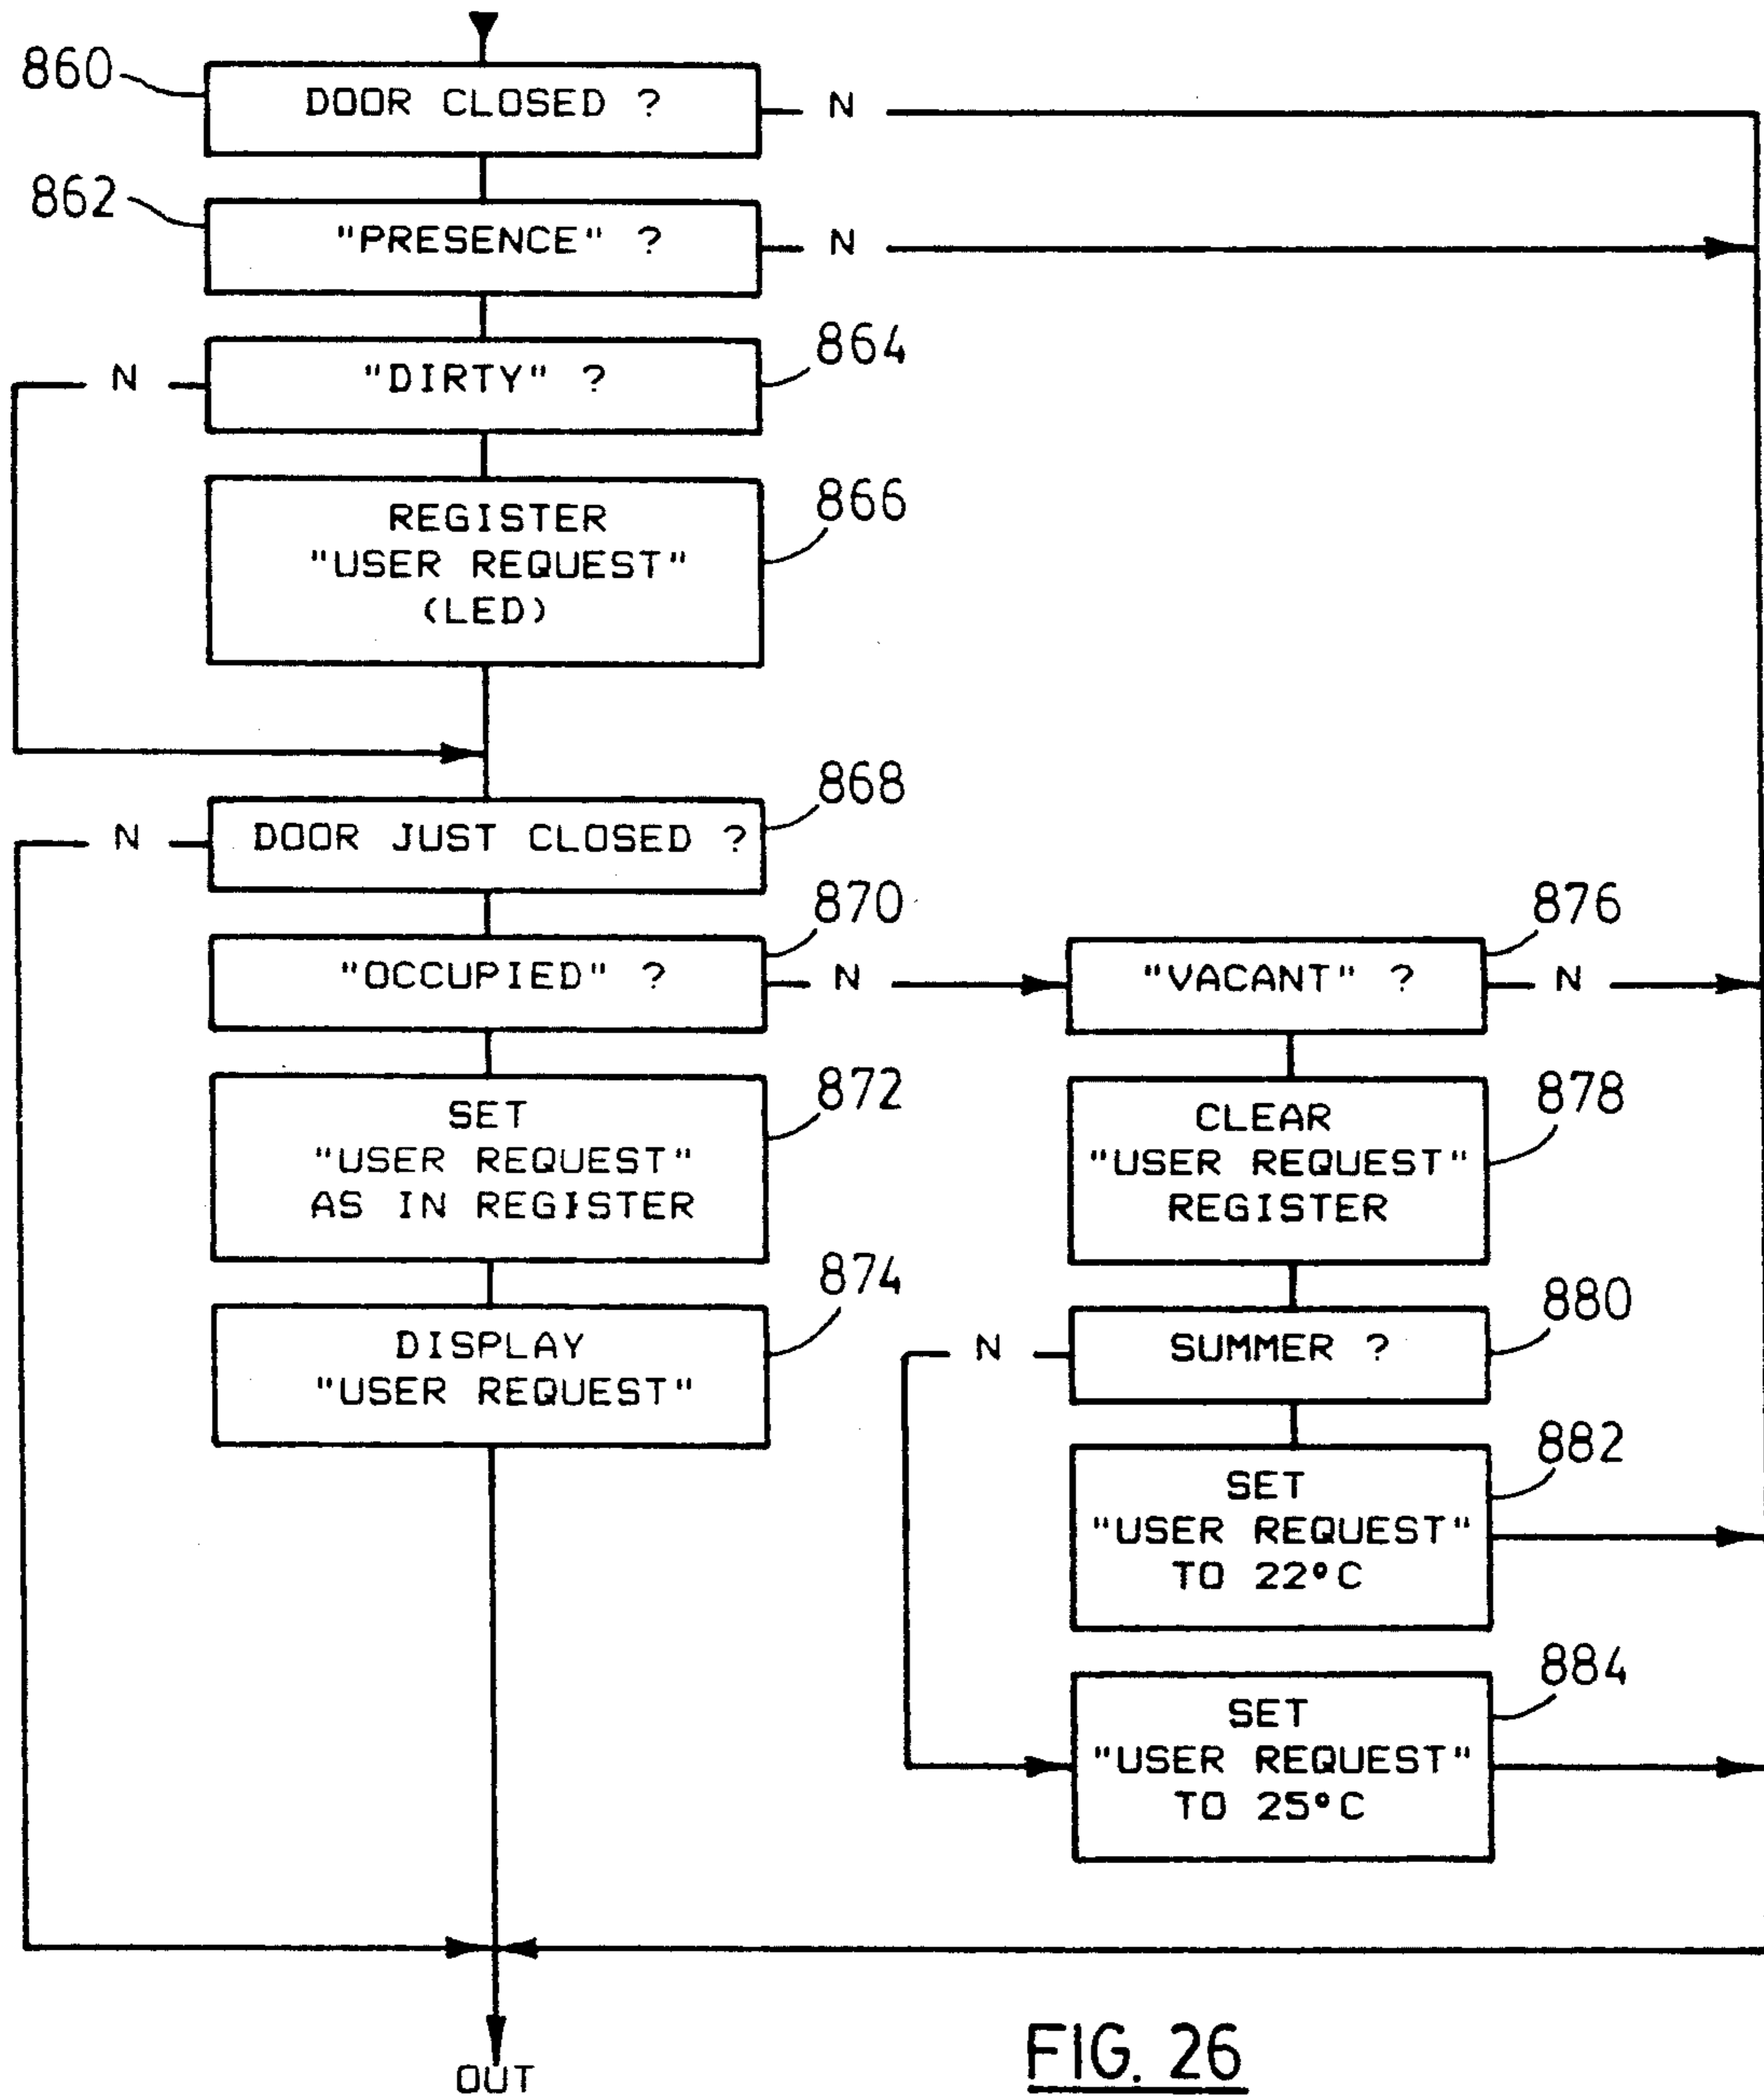 860
DOOR CLOSED ?
N
862
"PRESENCE" ?
N
864
N
"DIRTY" ?
866
REGISTER
"USER REQUEST"
(LED)
868
N
DOOR JUST CLOSED ?
870
"OCCUPIED" ?
N
872
SET
"USER REQUEST"
AS IN REGISTER
874
DISPLAY
"USER REQUEST"
876
"VACANT" ?
N
878
CLEAR
"USER REQUEST"
REGISTER
880
N
SUMMER ?
882
SET
"USER REQUEST"
TO 22°C
884
SET
"USER REQUEST"
TO 25°C
OUT
FIG. 26